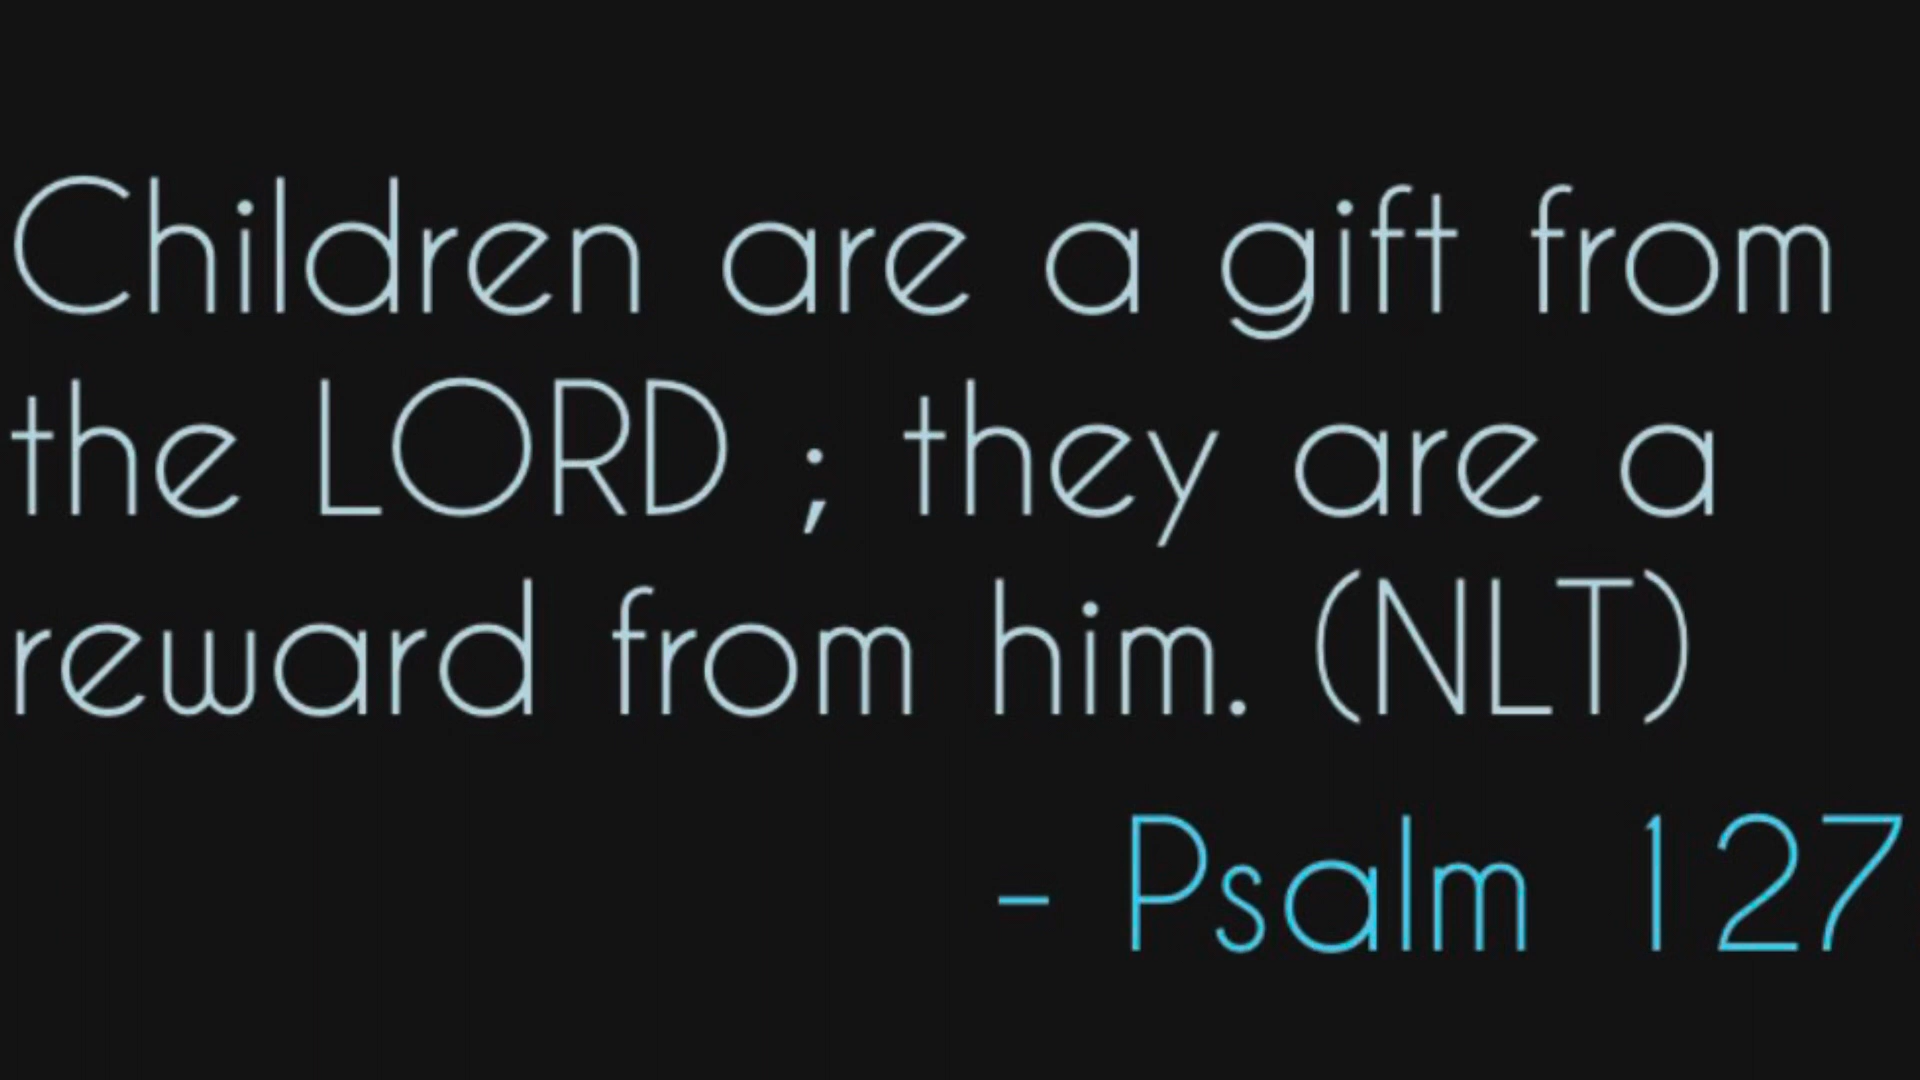 Children are a gift from
the LORD ; they are a
reward from him. (NLT)
- Psalm 127